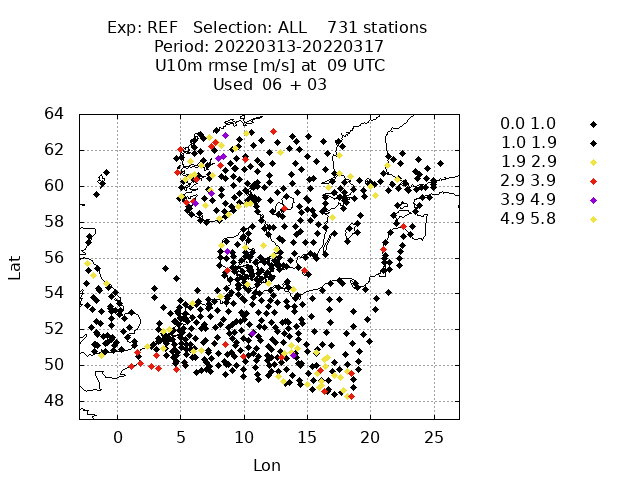 Exp: REF Selection: ALL 731 stations
Period: 20220313-20220317
U10m rmse [m/s] at 09 UTC
Used 06 + 03
64
62
60
58
56
54
52
50
48
Lat
0 5 10 15 20 25
Lon
0.0 1.0
1.0 1.9
1.9 2.9
2.9 3.9
3.9 4.9
4.9 5.8